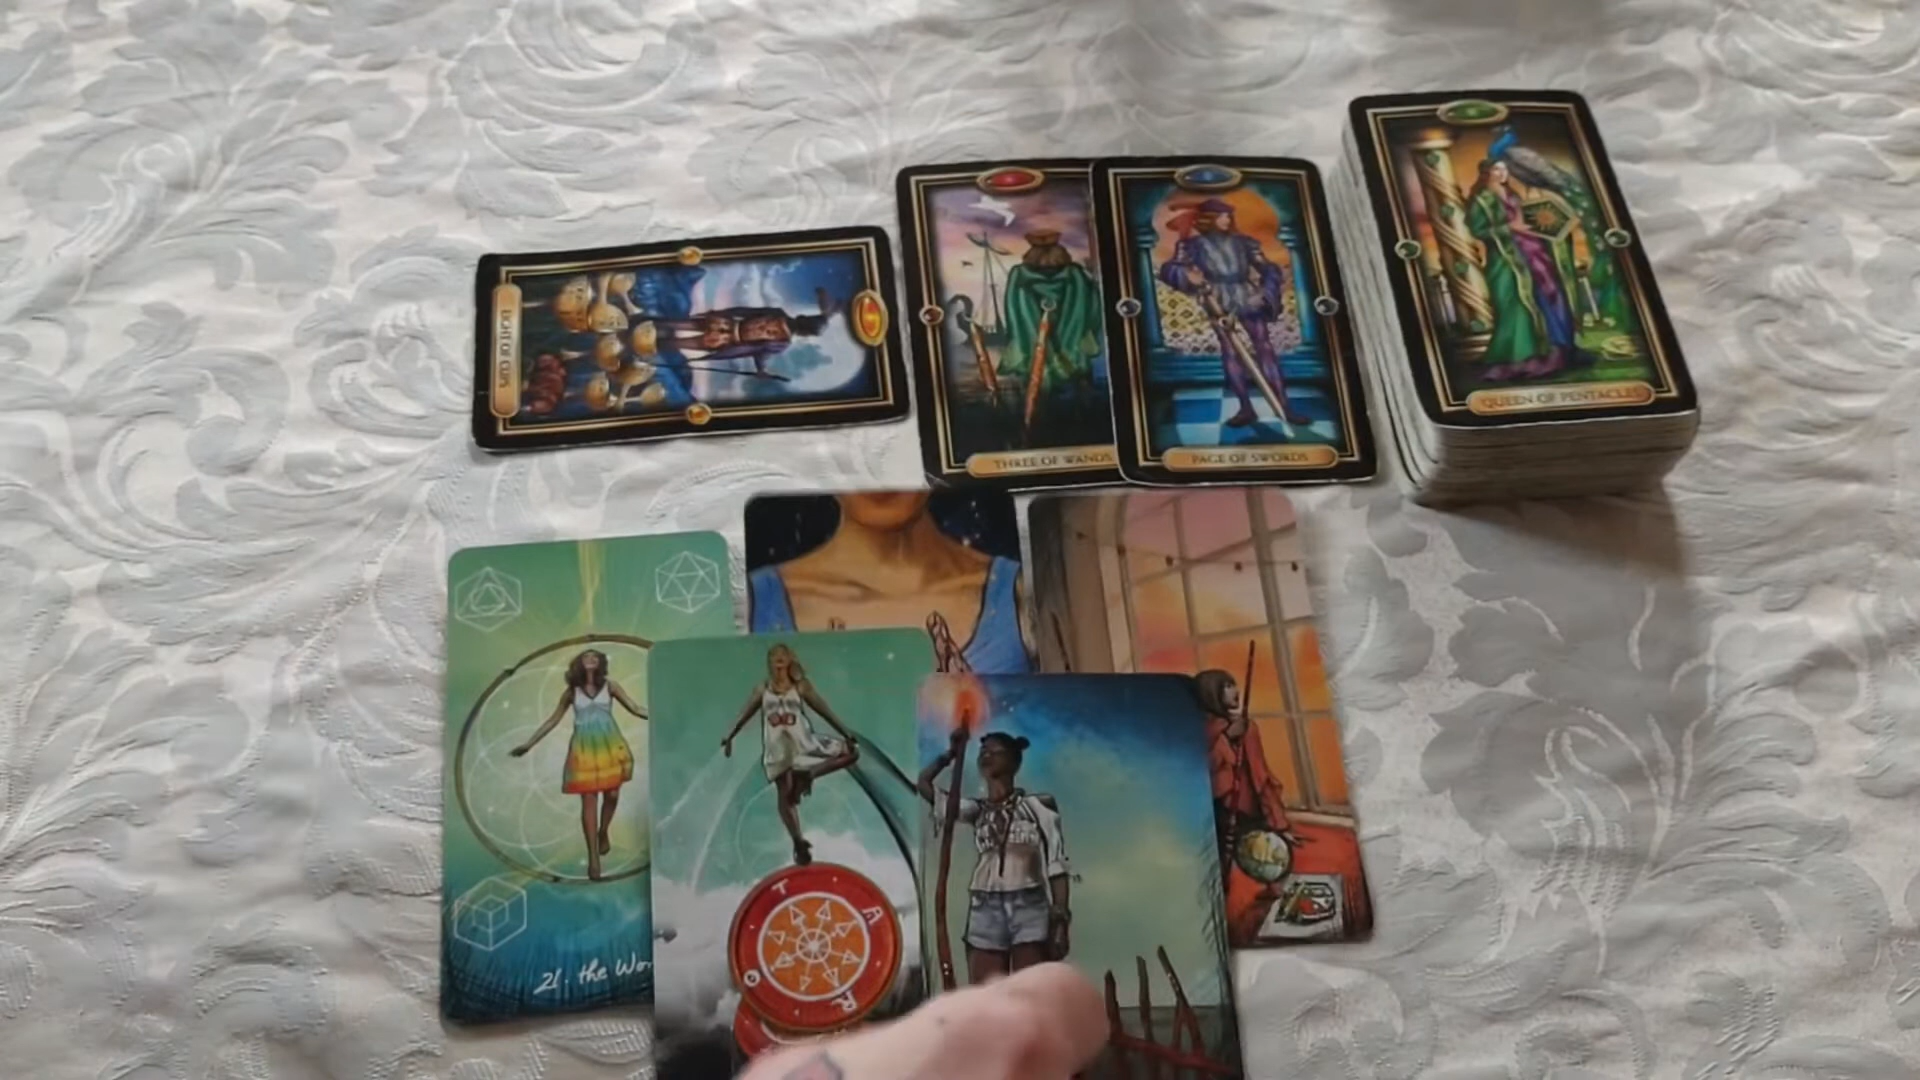 EIGHT OF CUPS
THREE OF WANDS
PAGE OF SWORDS
QUEEN OF PENTACLES
21. the Wor
T
A
R
O